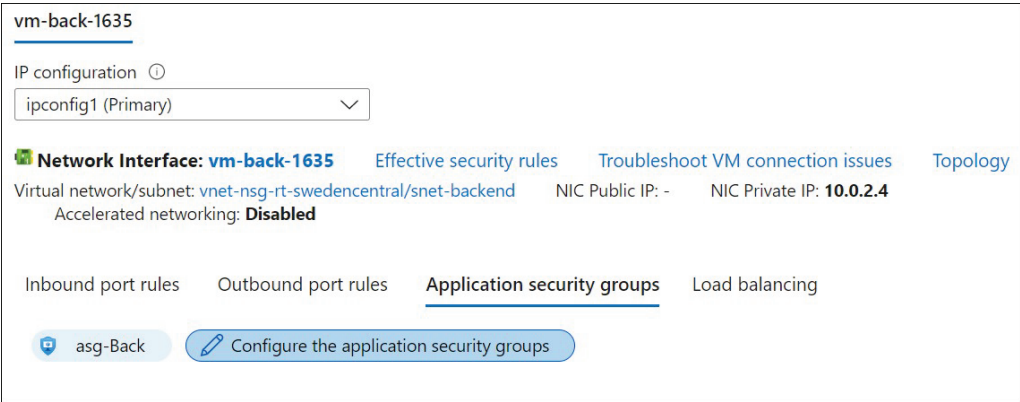 vm-back-1635
IP configuration
ipconfig1 (Primary)
Network Interface: vm-back-1635 Effective security rules Troubleshoot VM connection issues Topology
Virtual network/subnet: vnet-nsg-rt-swedencentral/snet-backend NIC Public IP: - NIC Private IP: 10.0.2.4
Accelerated networking: Disabled
Inbound port rules Outbound port rules Application security groups Load balancing
asg-Back Configure the application security groups